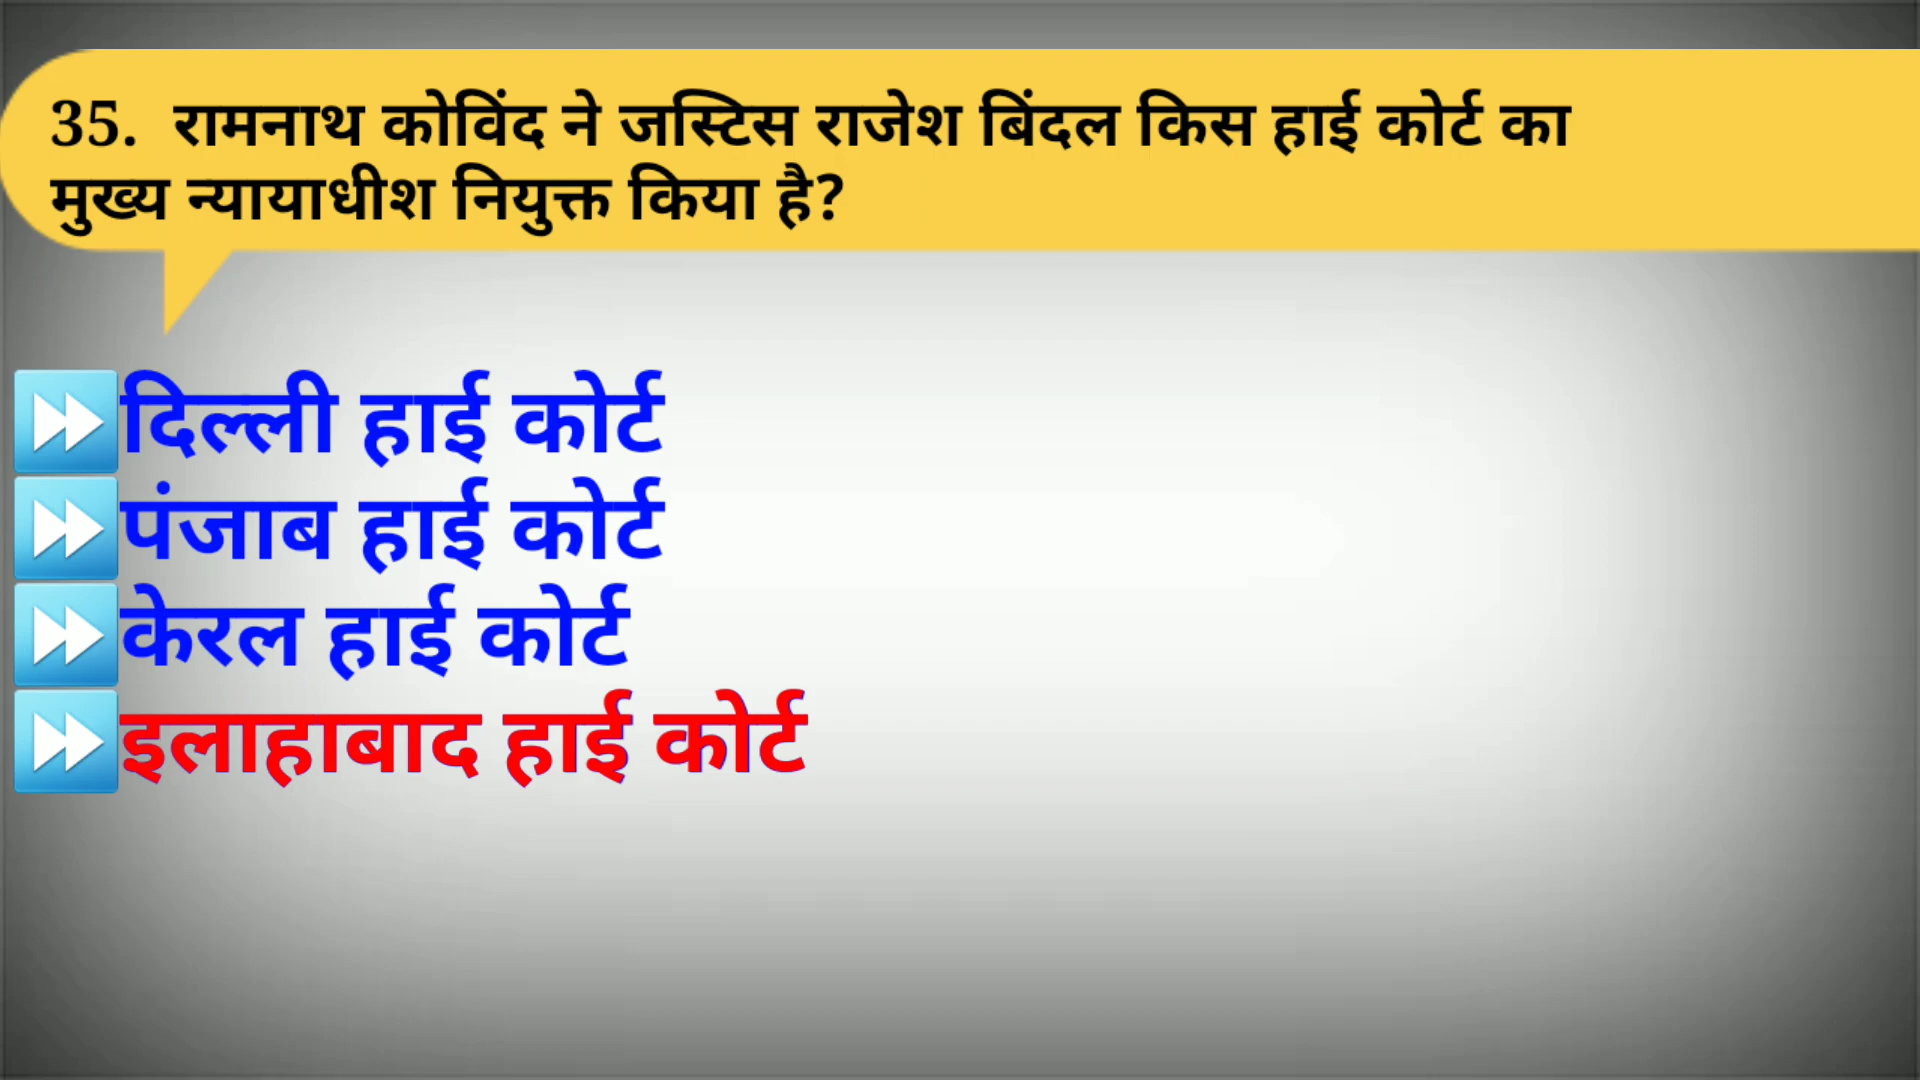 35. रामनाथ कोविंद ने जस्टिस राजेश बिंदल किस हाई कोर्ट का
मुख्य न्यायाधीश नियुक्त किया है?
दिल्ली हाई कोर्ट
पंजाब हाई कोर्ट
केरल हाई कोर्ट
इलाहाबाद हाई कोर्ट